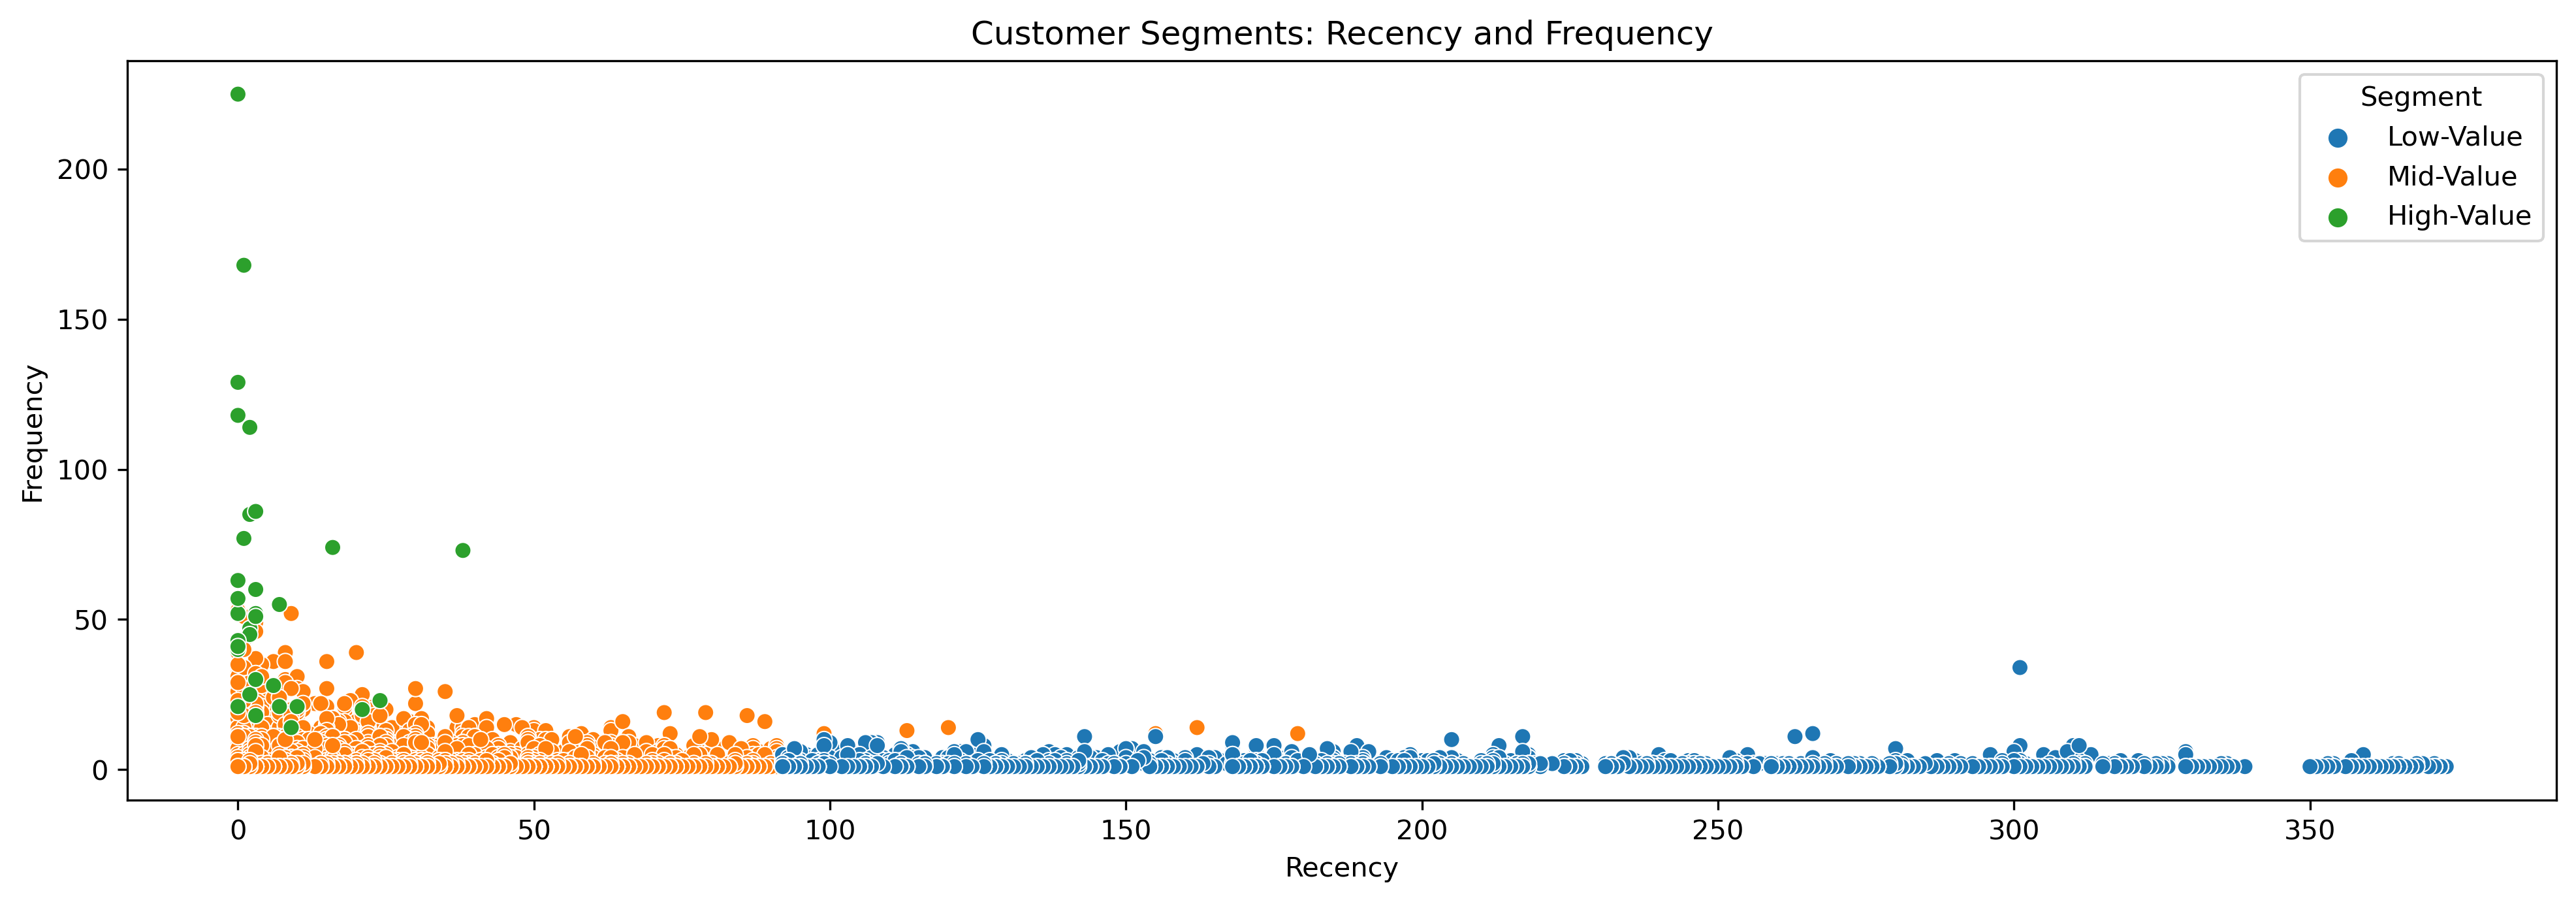 Customer Segments: Recency and Frequency
Segment
Low-Value
Mid-Value
High-Value
Frequency
200
150
100
50
0
0 50 100 150 200 250 300 350
Recency